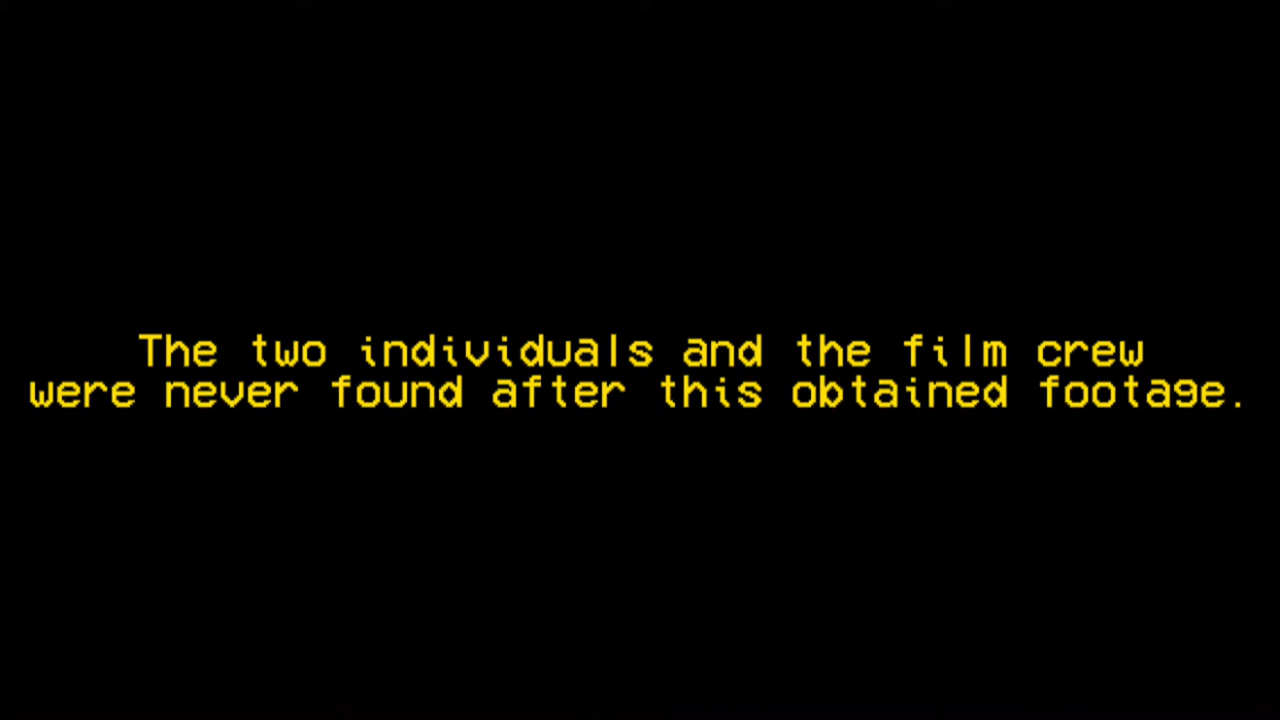 The two individuals and the film crew
were never found after this obtained footage.